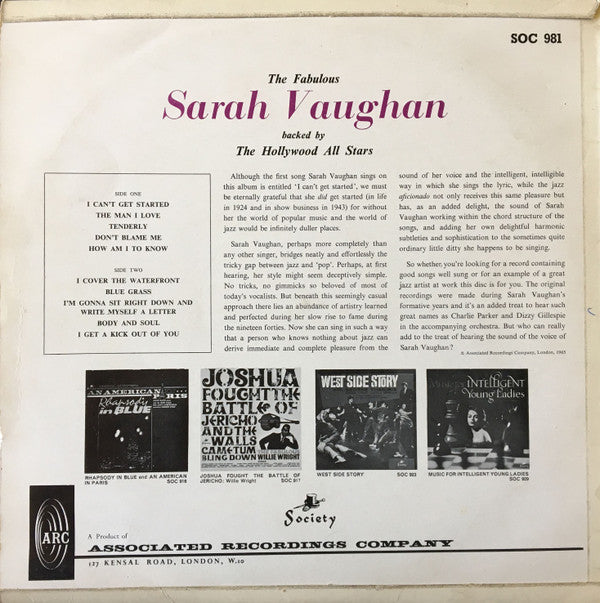 SOC 981
The Fabulous
Sarah Vaughan
backed by
The Hollywood All Stars
SIDE ONE
I CAN'T GET STARTED
THE MAN I LOVE
TENDERLY
DON'T BLAME ME
HOW AM I TO KNOW
SIDE TWO
I COVER THE WATERFRONT
BLUE GRASS
I'M GONNA SIT RIGHT DOWN AND
WRITE MYSELF A LETTER
BODY AND SOUL
I GET A KICK OUT OF YOU
Although the first song Sarah Vaughan sings on
this album is entitled 'I can't get started', we must
be eternally grateful that she did get started (in life
in 1924 and in show business in 1943) for without
her the world of popular music and the world of
jazz would be infinitely duller places.
Sarah Vaughan, perhaps more completely than
any other singer, bridges neatly and effortlessly the
tricky gap between jazz and 'pop'. Perhaps, at first
hearing, her style might seem deceptively simple.
No tricks, no gimmicks so beloved of most of
today's vocalists. But beneath this seemingly casual
approach there lies an abundance of artistry learned
and perfected during her slow rise to fame during
the nineteen forties. Now she can sing in such a way
that a person who knows nothing about jazz can
derive immediate and complete pleasure from the
sound of her voice and the intelligent, intelligible
way in which she sings the lyric, while the jazz
aficionado not only receives this same pleasure but
has, as an added delight, the sound of Sarah
Vaughan working within the chord structure of the
songs, and adding her own delightful harmonic
subtleties and sophistication to the sometimes quite
ordinary little ditty she happens to be singing.
So whether you're looking for a record containing
good songs well sung or for an example of a great
jazz artist at work this disc is for you. The original
recordings were made during Sarah Vaughan's
formative years and it's an added treat to hear such
great names as Charlie Parker and Dizzy Gillespie
in the accompanying orchestra. But who can really
add to the treat of hearing the sound of the voice of
Sarah Vaughan?
A Associated Recordings Company, London, 1965
AN AMERICAN
PARIS
Rhapsody
in BLUE
RHAPSODY IN BLUE and AN AMERICAN
IN PARIS
SOC 918
JOSHUA
FOUGHT THE
BATTLE OF
JERICHO
AND THE
WALLS
CAME TUM
BLING DOWN WILLIE WRIGHT
JOSHUA FOUGHT THE BATTLE OF
JERICHO: Willie Wright SOC 917
WEST SIDE STORY
WEST SIDE STORY SOC 903
Music for
INTELLIGENT
Young Ladies
MUSIC FOR INTELLIGENT YOUNG LADIES
SOC 909
Society
ARC
A Product of
ASSOCIATED RECORDINGS COMPANY
127 KENSAL ROAD, LONDON, W.10